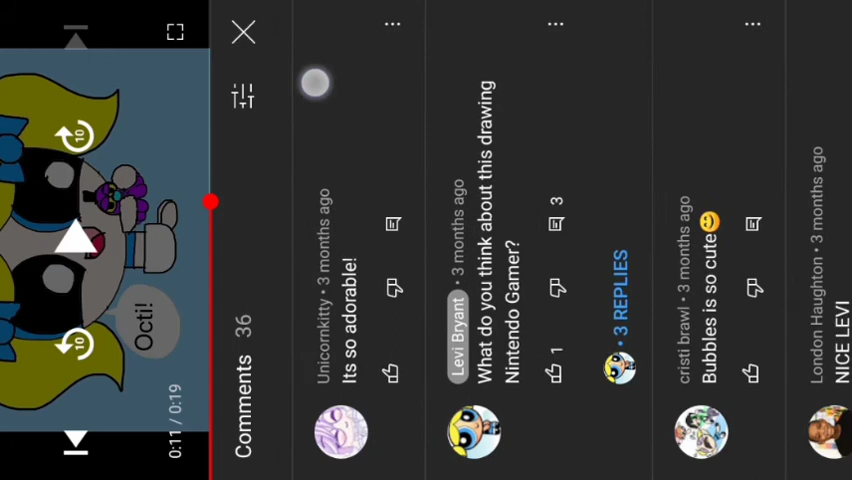 Octi!
10
10
0:11 / 0:19
Comments 36
Unicornkitty • 3 months ago
Its so adorable!
Levi Bryant • 3 months ago
What do you think about this drawing
Nintendo Gamer?
1
3
• 3 REPLIES
cristi brawl • 3 months ago
Bubbles is so cute😀
London Haughton • 3 months ago
NICE LEVI